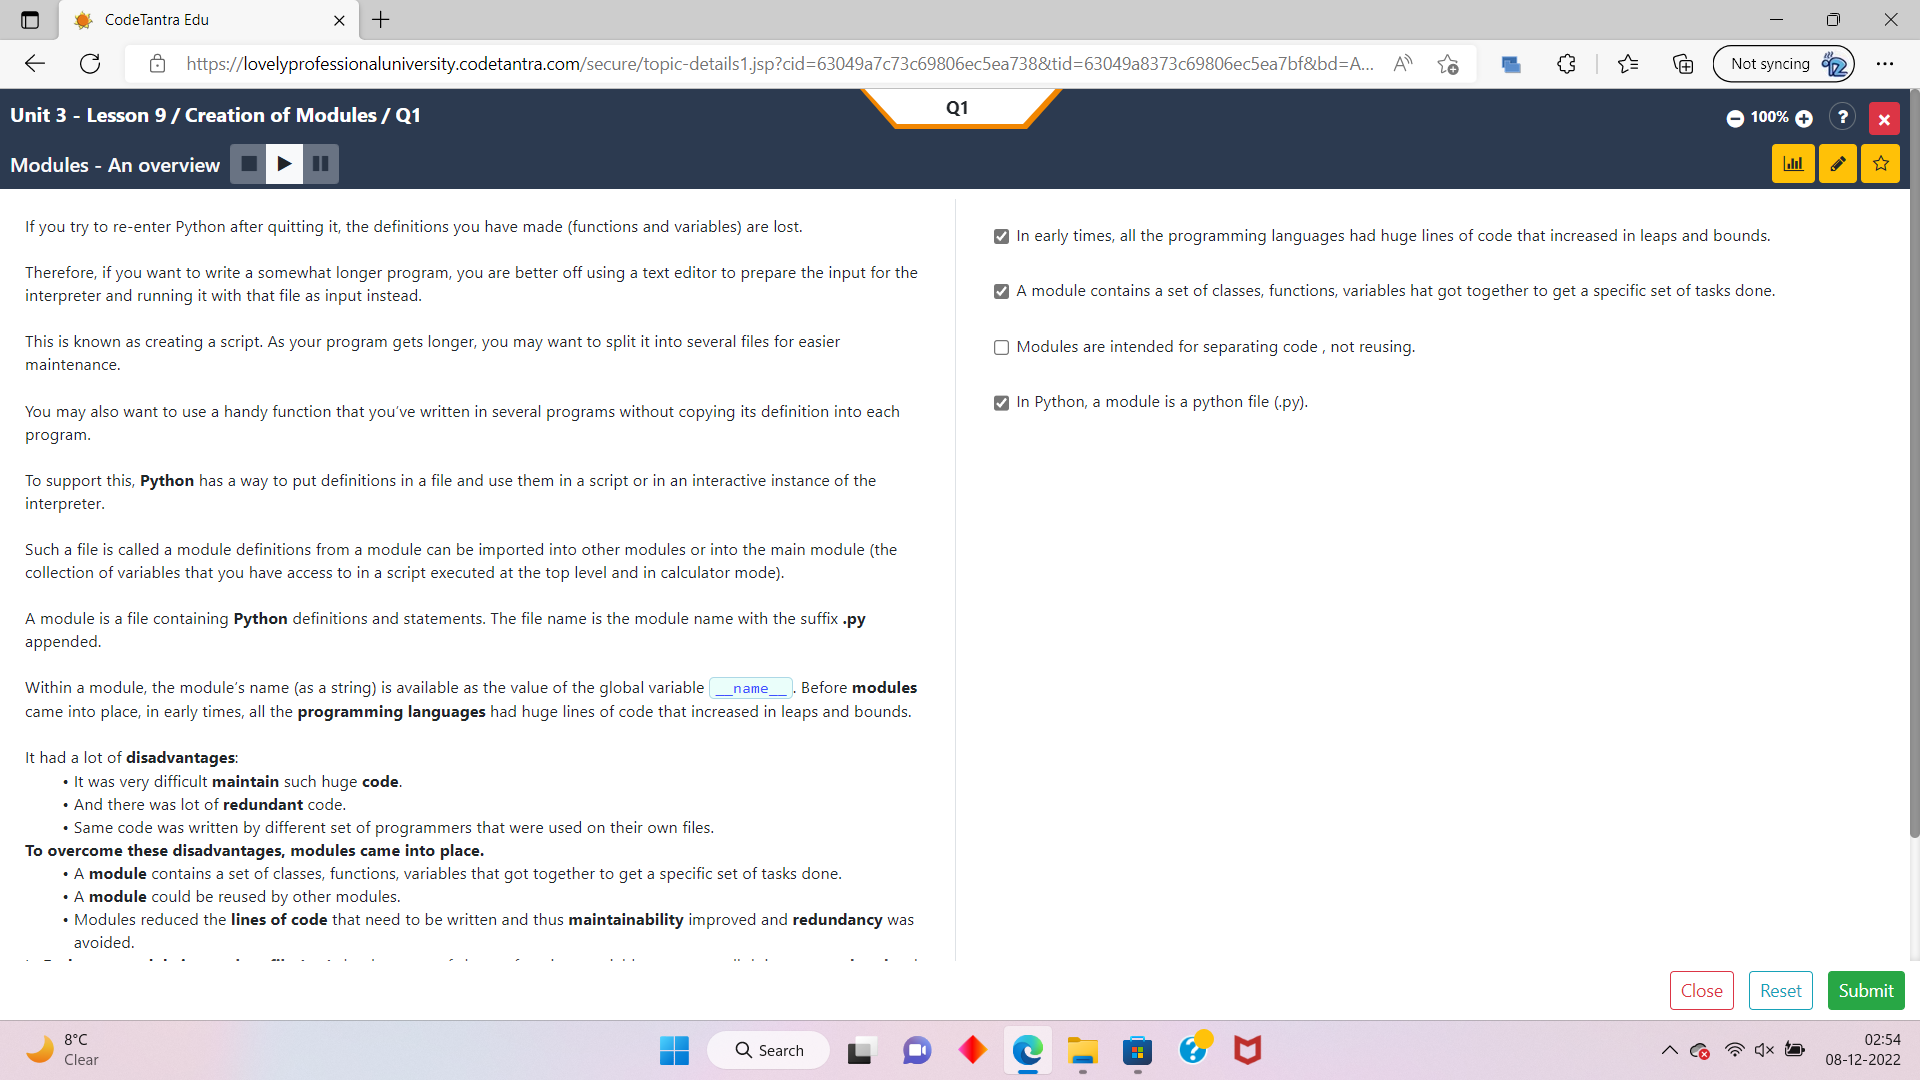 CodeTantra Edu
https://lovelyprofessionaluniversity.codetantra.com/secure/topic-details1.jsp?cid=63049a7c73c69806ec5ea738&tid=63049a8373c69806ec5ea7bf&bd=A...
Not syncing
Unit 3 - Lesson 9 / Creation of Modules / Q1
Q1
100%
?
Modules - An overview
If you try to re-enter Python after quitting it, the definitions you have made (functions and variables) are lost.
Therefore, if you want to write a somewhat longer program, you are better off using a text editor to prepare the input for the
interpreter and running it with that file as input instead.
This is known as creating a script. As your program gets longer, you may want to split it into several files for easier
maintenance.
You may also want to use a handy function that you've written in several programs without copying its definition into each
program.
To support this, Python has a way to put definitions in a file and use them in a script or in an interactive instance of the
interpreter.
Such a file is called a module definitions from a module can be imported into other modules or into the main module (the
collection of variables that you have access to in a script executed at the top level and in calculator mode).
A module is a file containing Python definitions and statements. The file name is the module name with the suffix .py
appended.
Within a module, the module's name (as a string) is available as the value of the global variable __name__. Before modules
came into place, in early times, all the programming languages had huge lines of code that increased in leaps and bounds.
It had a lot of disadvantages:
• It was very difficult maintain such huge code.
• And there was lot of redundant code.
• Same code was written by different set of programmers that were used on their own files.
To overcome these disadvantages, modules came into place.
• A module contains a set of classes, functions, variables that got together to get a specific set of tasks done.
• A module could be reused by other modules.
• Modules reduced the lines of code that need to be written and thus maintainability improved and redundancy was
avoided.
In early times, all the programming languages had huge lines of code that increased in leaps and bounds.
A module contains a set of classes, functions, variables hat got together to get a specific set of tasks done.
Modules are intended for separating code , not reusing.
In Python, a module is a python file (.py).
Close
Reset
Submit
8°C
Clear
Search
02:54
08-12-2022